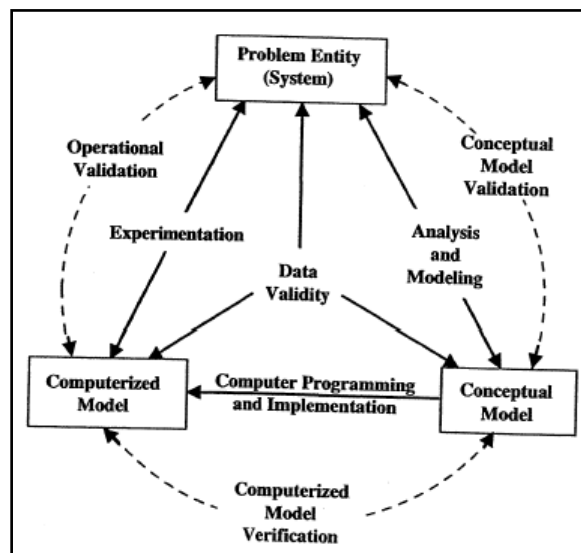 Problem Entity
(System)
Operational
Validation
Conceptual
Model
Validation
Experimentation
Analysis
and
Modeling
Data
Validity
Computerized
Model
Computer Programming
and Implementation
Conceptual
Model
Computerized
Model
Verification